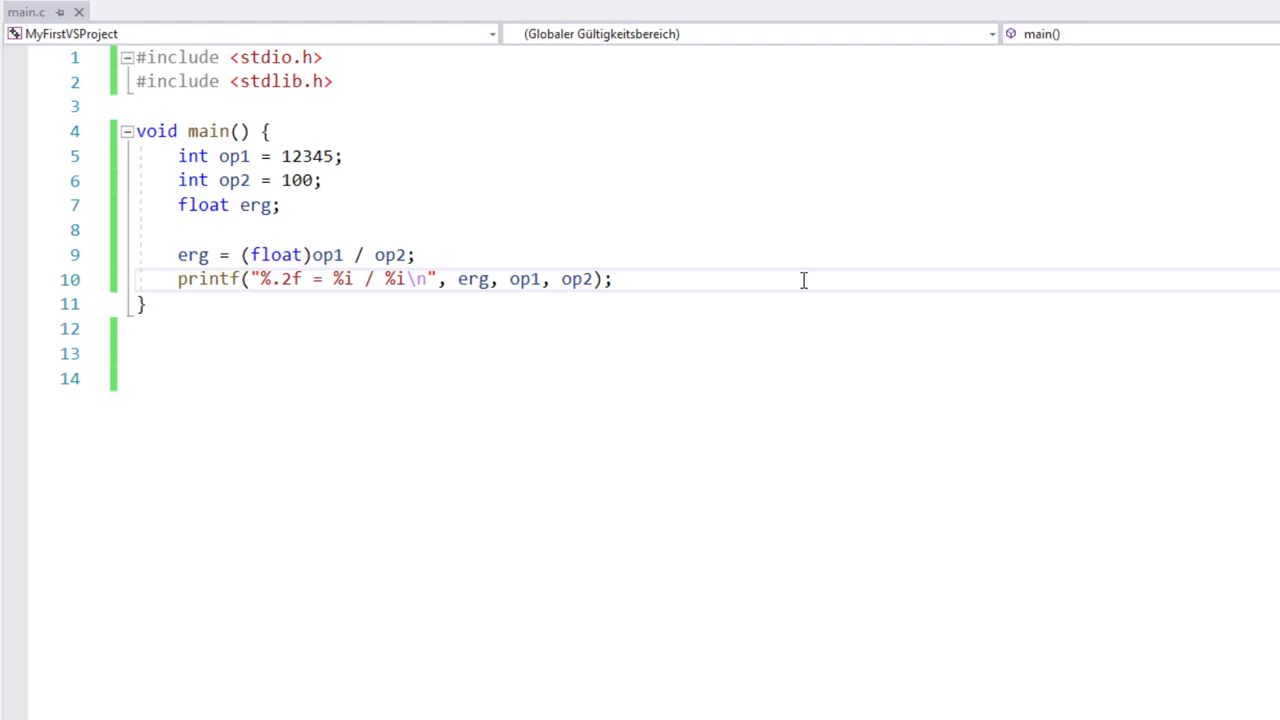 main.c
MyFirstVSProject (Globaler Gültigkeitsbereich) main()
1 #include <stdio.h>
2 #include <stdlib.h>
3
4 void main() {
5 int op1 = 12345;
6 int op2 = 100;
7 float erg;
8
9 erg = (float)op1 / op2;
10 printf("%.2f = %i / %i\n", erg, op1, op2);
11 }
12
13
14